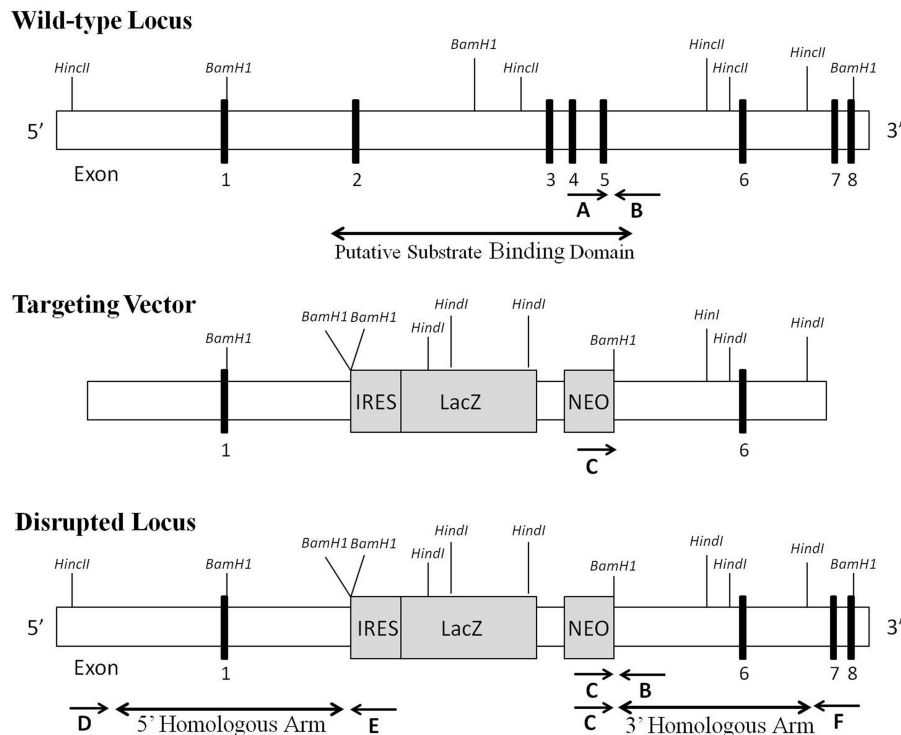 Wild-type Locus
HincII BamH1 BamH1 HincII HincII HincII HincII BamH1
5’ 3’
Exon 1 2 3 4 5 6 7 8
A B
Putative Substrate Binding Domain
Targeting Vector
BamH1 BamH1 BamH1 HindI HindI HindI BamH1 HinI HindI HindI
IRES LacZ NEO
1 6
C
Disrupted Locus
HincII BamH1 BamH1 BamH1 HindI HindI HindI BamH1 HindI HindI HindI BamH1
5’ IRES LacZ NEO 3’
Exon 1 6 7 8
C B
D 5’ Homologous Arm E C 3’ Homologous Arm F